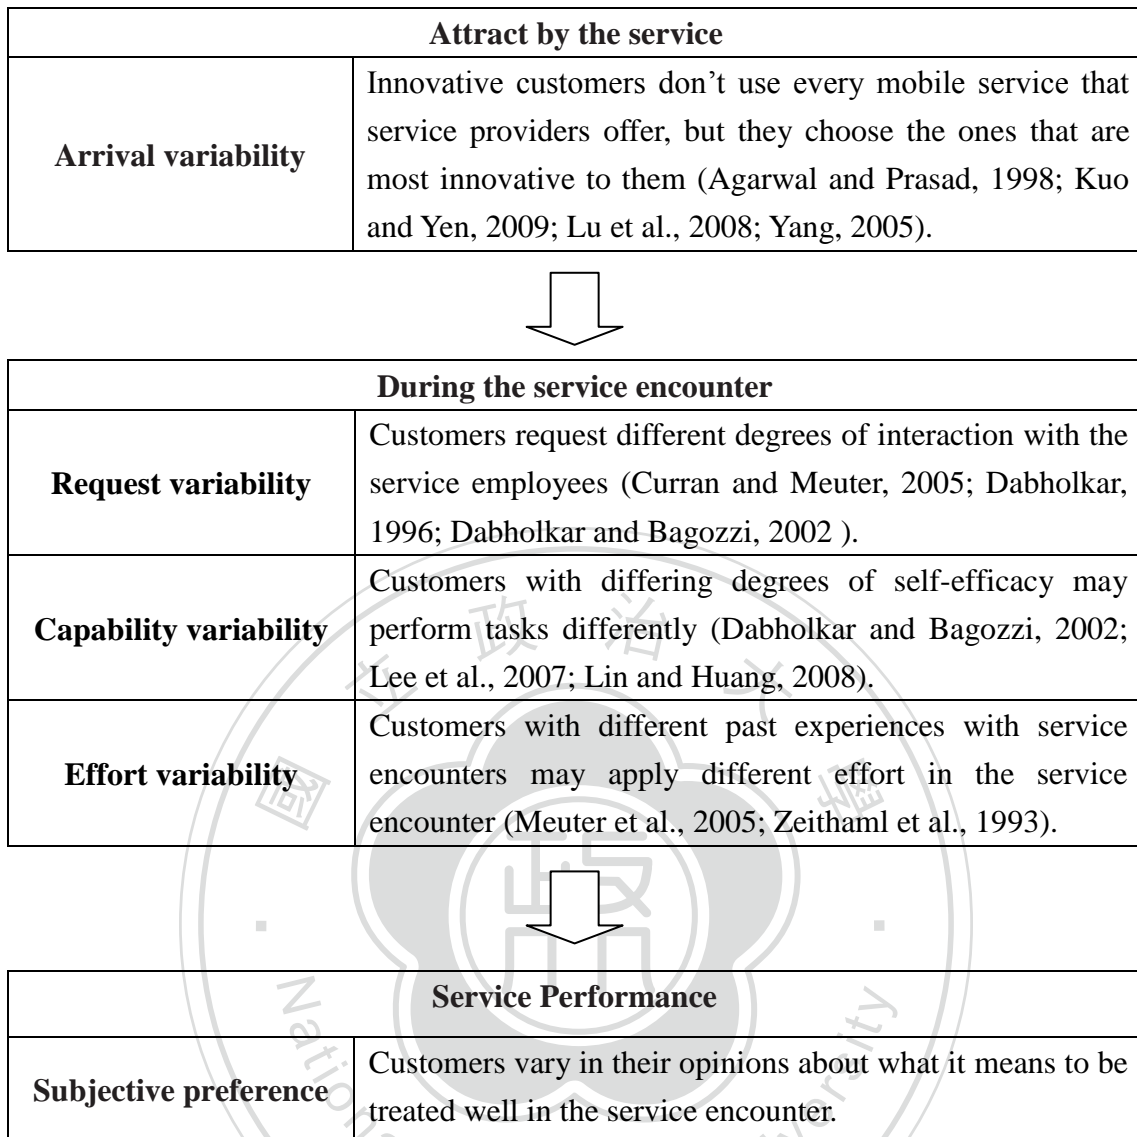 Attract by the service
Arrival variability
Innovative customers don’t use every mobile service that
service providers offer, but they choose the ones that are
most innovative to them (Agarwal and Prasad, 1998; Kuo
and Yen, 2009; Lu et al., 2008; Yang, 2005).
During the service encounter
Request variability
Customers request different degrees of interaction with the
service employees (Curran and Meuter, 2005; Dabholkar,
1996; Dabholkar and Bagozzi, 2002 ).
Capability variability
Customers with differing degrees of self-efficacy may
perform tasks differently (Dabholkar and Bagozzi, 2002;
Lee et al., 2007; Lin and Huang, 2008).
Effort variability
Customers with different past experiences with service
encounters may apply different effort in the service
encounter (Meuter et al., 2005; Zeithaml et al., 1993).
Service Performance
Subjective preference
Customers vary in their opinions about what it means to be
treated well in the service encounter.
國立政治大學